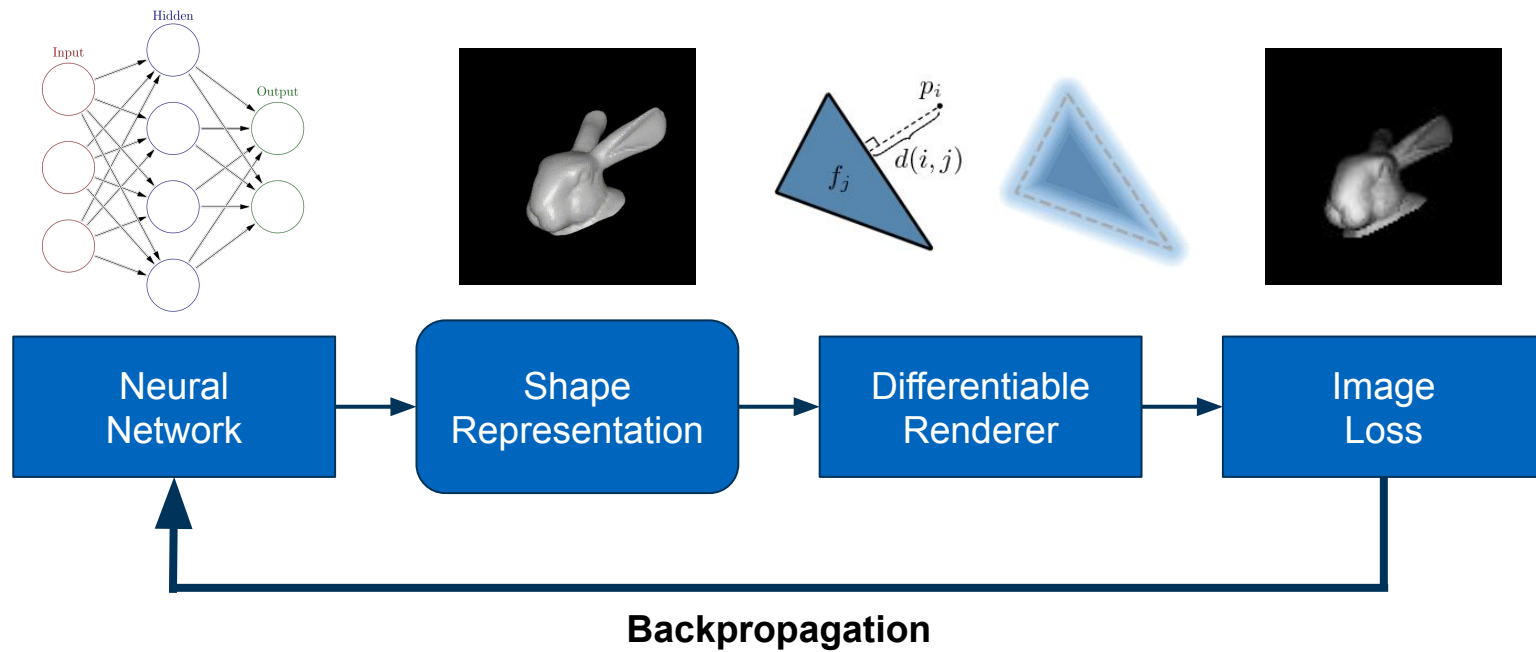 Hidden
Input
Output
p_i
d(i, j)
f_j
Neural
Network
Shape
Representation
Differentiable
Renderer
Image
Loss
Backpropagation